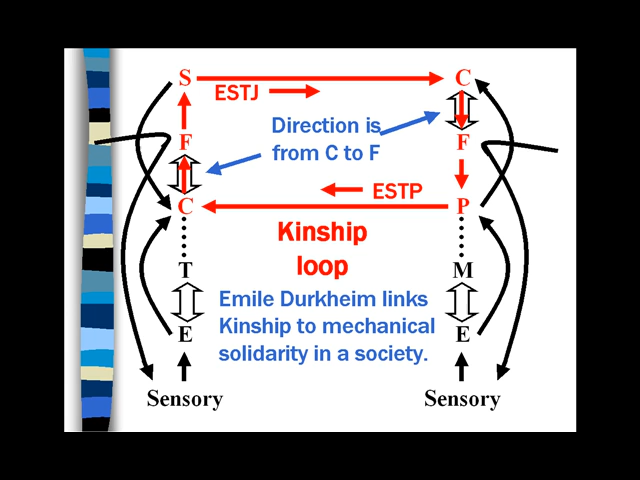 S C
ESTJ
Direction is
from C to F
F F
ESTP
C P
Kinship
loop
T M
Emile Durkheim links
Kinship to mechanical
solidarity in a society.
E E
Sensory Sensory